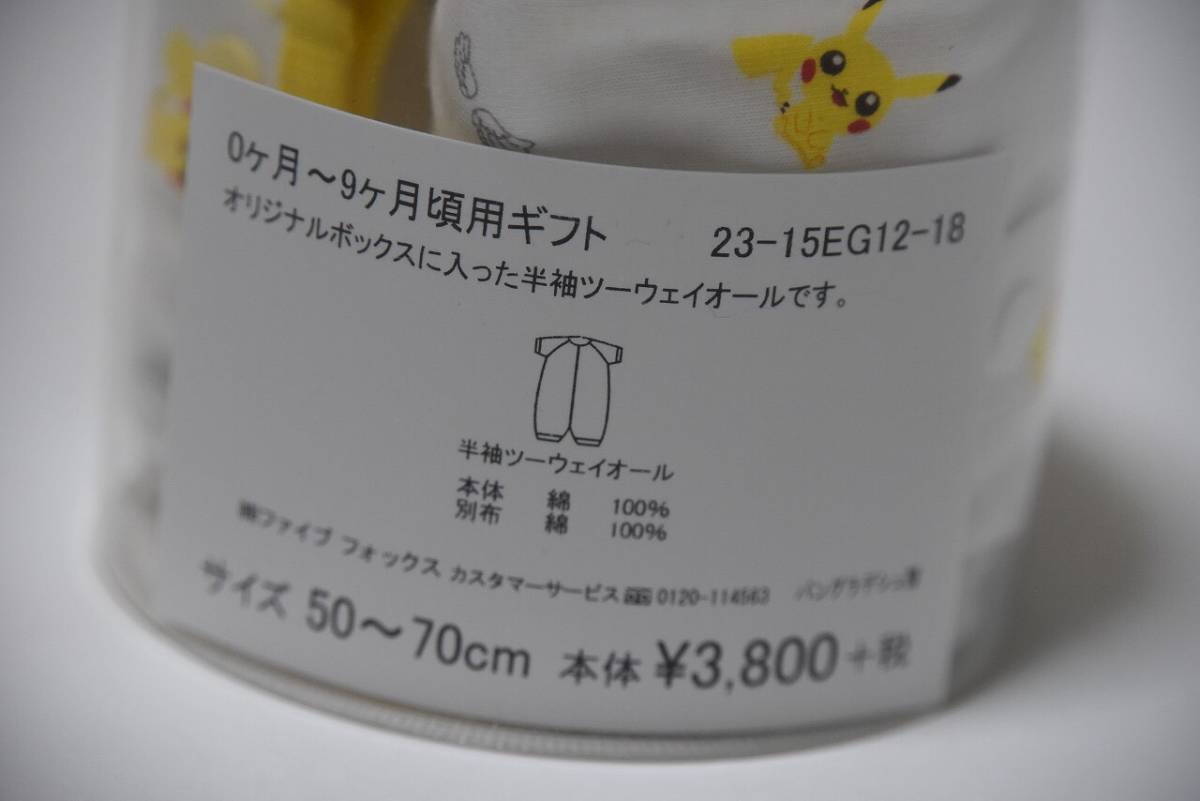 0ヶ月～9ヶ月頃用ギフト 23-15EG12-18
オリジナルボックスに入った半袖ツーウェイオールです。
半袖ツーウェイオール
本体 綿 100%
別布 綿 100%
㈱ファイブ フォックス カスタマーサービス 0120-114563 バングラデシュ製
サイズ 50～70cm 本体 ¥3,800+税